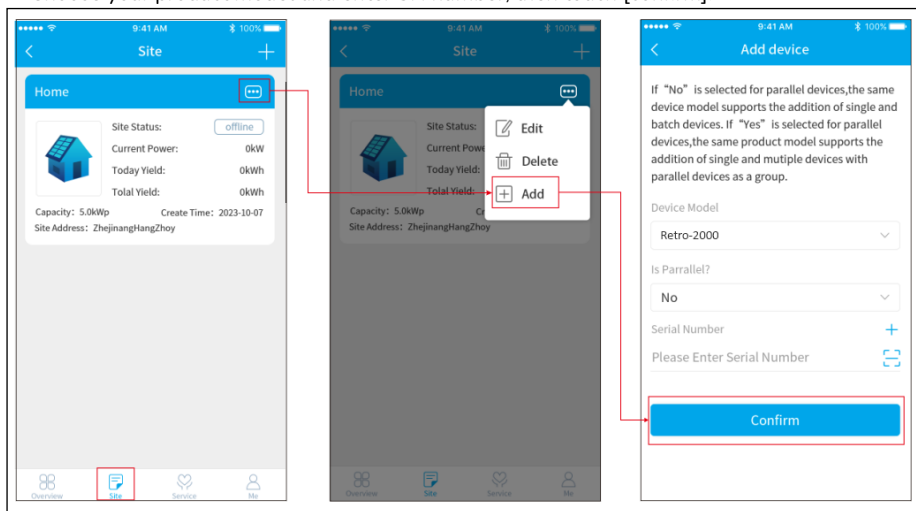 9:41 AM
100%
Site
Home
Site Status:
offline
Current Power:
0kW
Today Yield:
0kWh
Tolal Yield:
0kWh
Capacity: 5.0kWp
Create Time: 2023-10-07
Site Address: ZhejinangHangZhoy
Overview
Site
Service
Me
9:41 AM
100%
Site
Home
Site Status:
Current Powe
Today Yield:
Tolal Yield:
Edit
Delete
Add
Capacity: 5.0kWp
Site Address: ZhejinangHangZhoy
Overview
Site
Service
Me
9:41 AM
100%
Add device
If “No” is selected for parallel devices,the same
device model supports the addition of single and
batch devices. If “Yes” is selected for parallel
devices,the same product model supports the
addition of single and mutiple devices with
parallel devices as a group.
Device Model
Retro-2000
Is Parrallel?
No
Serial Number
Please Enter Serial Number
Confirm